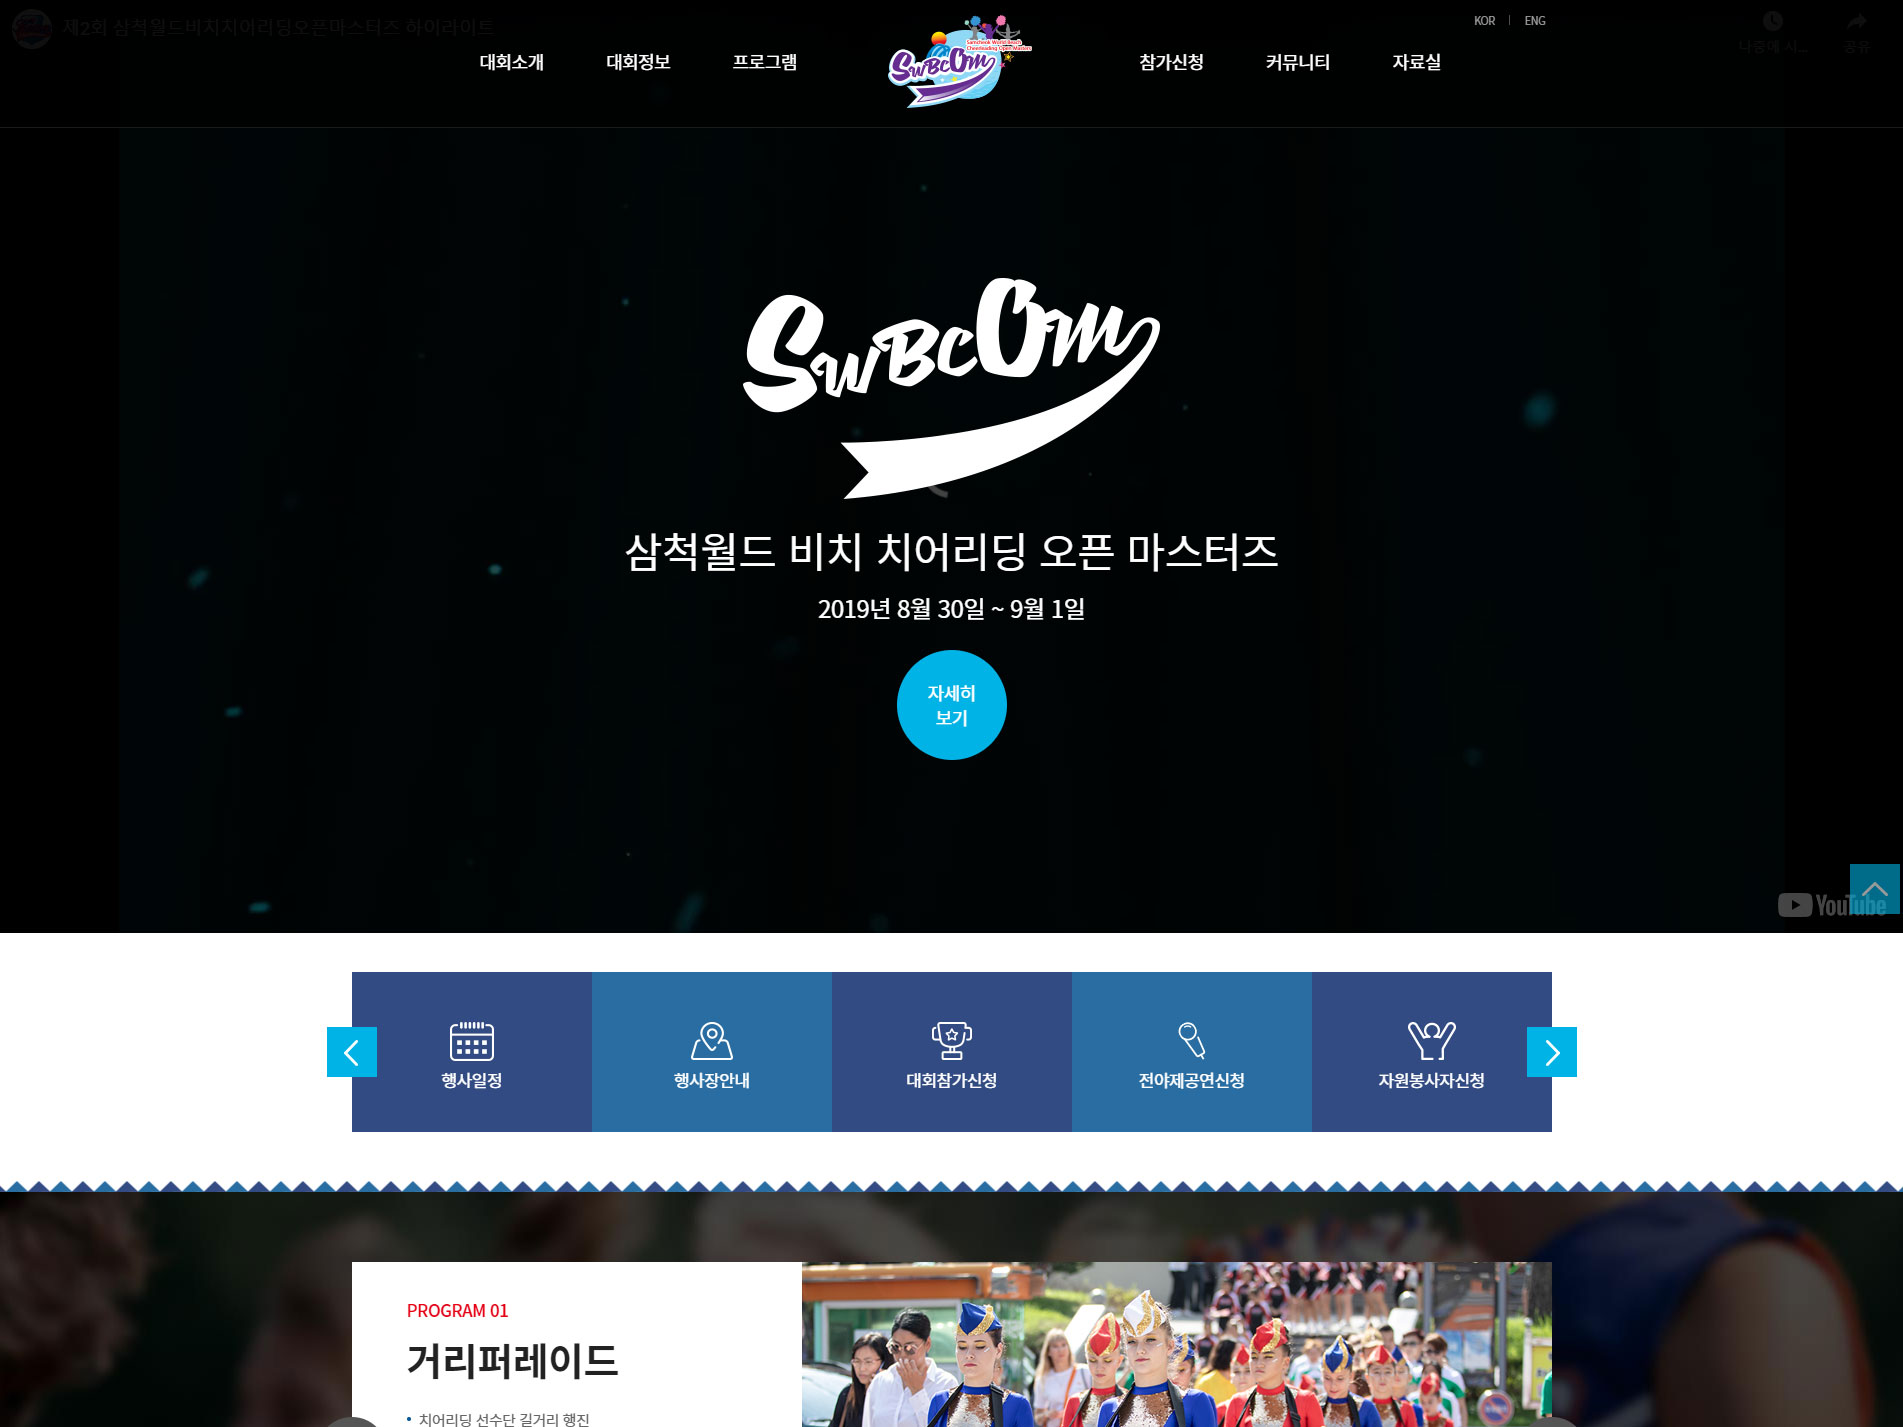 제2회 삼척월드비치치어리딩오픈마스터즈 하이라이트
KOR
ENG
나중에 시...
공유
대회소개
대회정보
프로그램
Samcheok World Beach
Cheerleading Open Masters
SWBCOM
참가신청
커뮤니티
자료실
SWBCOM
삼척월드 비치 치어리딩 오픈 마스터즈
2019년 8월 30일 ~ 9월 1일
자세히
보기
YouTube
행사일정
행사장안내
대회참가신청
전야제공연신청
자원봉사자신청
PROGRAM 01
거리퍼레이드
• 치어리딩 선수단 길거리 행진